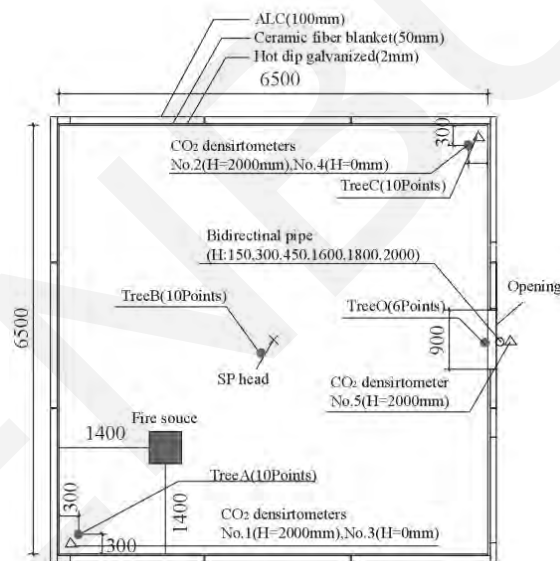 ALC(100mm)
Ceramic fiber blanket(50mm)
Hot dip galvanized(2mm)
6500
CO2 densirtometers
No.2(H=2000mm),No.4(H=0mm)
300
TreeC(10Points)
Bidirectinal pipe
(H:150,300,450,1600,1800,2000)
Opening
TreeB(10Points)
TreeO(6Points)
6500
900
SP head
CO2 densirtometer
No.5(H=2000mm)
Fire souce
1400
TreeA(10Points)
300
1400
CO2 densirtometers
No.1(H=2000mm),No.3(H=0mm)
300